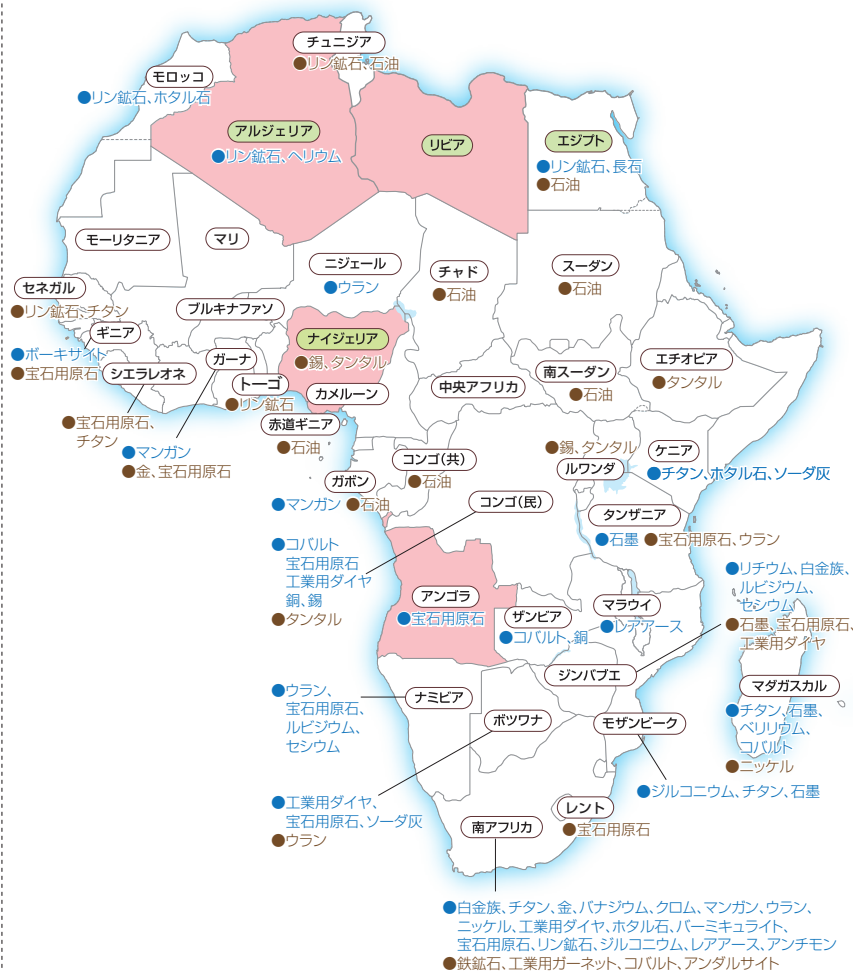 チュニジア
●リン鉱石、石油
モロッコ
●リン鉱石、ホタル石
アルジェリア
●リン鉱石、ヘリウム
リビア
エジプト
●リン鉱石、長石
●石油
モーリタニア
マリ
ニジェール
●ウラン
チャド
●石油
スーダン
●石油
セネガル
●リン鉱石、チタン
ギニア
●ボーキサイト
●宝石用原石
ブルキナファソ
ナイジェリア
●錫、タンタル
シエラレオネ
●宝石用原石、
チタン
ガーナ
●マンガン
●金、宝石用原石
トーゴ
●リン鉱石
カメルーン
中央アフリカ
南スーダン
●石油
エチオピア
●タンタル
赤道ギニア
●石油
コンゴ(共)
●石油
ガボン
●マンガン ●石油
●錫、タンタル
ルワンダ
ケニア
●チタン、ホタル石、ソーダ灰
コンゴ(民)
●コバルト
宝石用原石
工業用ダイヤ
銅、錫
●タンタル
タンザニア
●石墨 ●宝石用原石、ウラン
アンゴラ
●宝石用原石
ザンビア
●コバルト、銅
マラウイ
●レアアース
●リチウム、白金族、
ルビジウム、
セシウム
●石墨、宝石用原石、
工業用ダイヤ
ジンバブエ
マダガスカル
●チタン、石墨、
ベリリウム、
コバルト
●ニッケル
ナミビア
●ウラン、
宝石用原石、
ルビジウム、
セシウム
ボツワナ
●工業用ダイヤ、
宝石用原石、ソーダ灰
●ウラン
モザンビーク
●ジルコニウム、チタン、石墨
レント
●宝石用原石
南アフリカ
●白金族、チタン、金、バナジウム、クロム、マンガン、ウラン、
ニッケル、工業用ダイヤ、ホタル石、バーミキュライト、
宝石用原石、リン鉱石、ジルコニウム、レアアース、アンチモン
●鉄鉱石、工業用ガーネット、コバルト、アンダルサイト